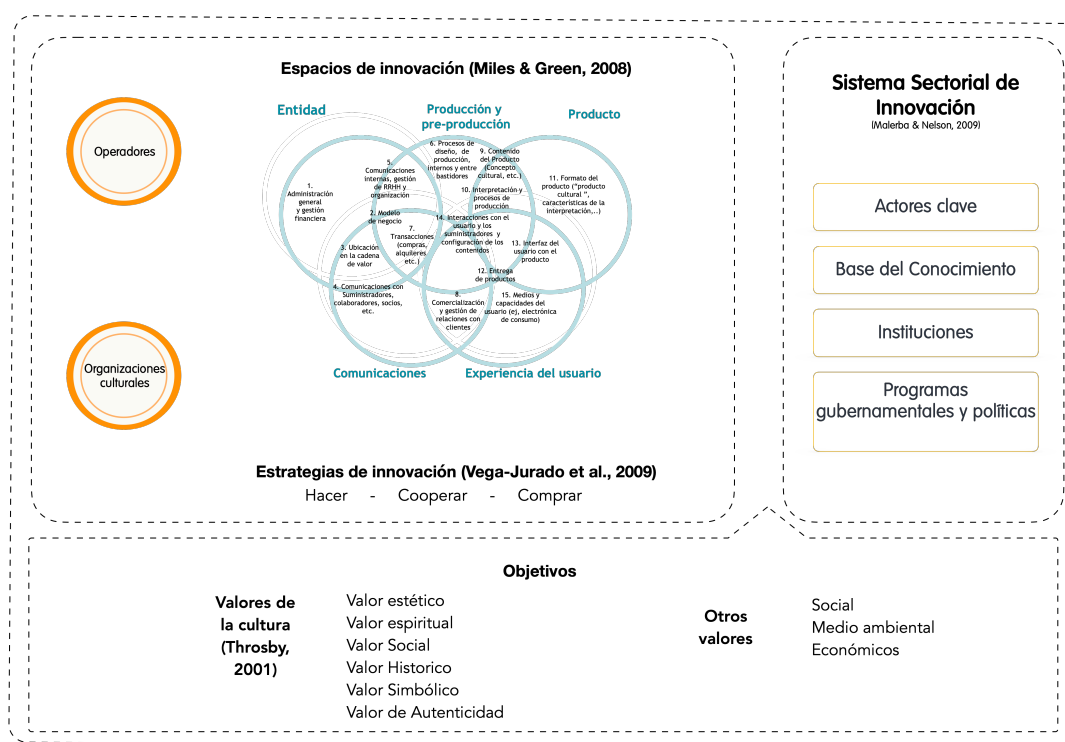 Espacios de innovación (Miles & Green, 2008)
Operadores
Organizaciones
culturales
Entidad
Producción y
pre-producción
Producto
1.
Administración
general
y gestión
financiera
5.
Comunicaciones
internas, gestión
de RRHH y
organización
6. Procesos de
diseño, de
producción,
internos y entre
bastidores
9. Contenido
del Producto
(Concepto
cultural, etc.)
11. Formato del
producto ("producto
cultural ",
características de la
interpretación,..)
10. Interpretación y
procesos de
producción
2. Modelo
de negocio
14. Interacciones con el
usuario y los
suministradores y
configuración de los
contenidos
7.
Transacciones
(compras,
alquileres
etc.)
3. Ubicación
en la cadena
de valor
13. Interfaz del
usuario con el
producto
12. Entrega
de productos
4. Comunicaciones con
Suministradores,
colaboradores, socios,
etc.
8.
Comercialización
y gestión de
relaciones con
clientes
15. Medios y
capacidades del
usuario (ej, electrónica
de consumo)
Comunicaciones
Experiencia del usuario
Estrategias de innovación (Vega-Jurado et al., 2009)
Hacer - Cooperar - Comprar
Sistema Sectorial de
Innovación
(Malerba & Nelson, 2009)
Actores clave
Base del Conocimiento
Instituciones
Programas
gubernamentales y políticas
Objetivos
Valores de
la cultura
(Throsby,
2001)
Valor estético
Valor espiritual
Valor Social
Valor Historico
Valor Simbólico
Valor de Autenticidad
Otros
valores
Social
Medio ambiental
Económicos